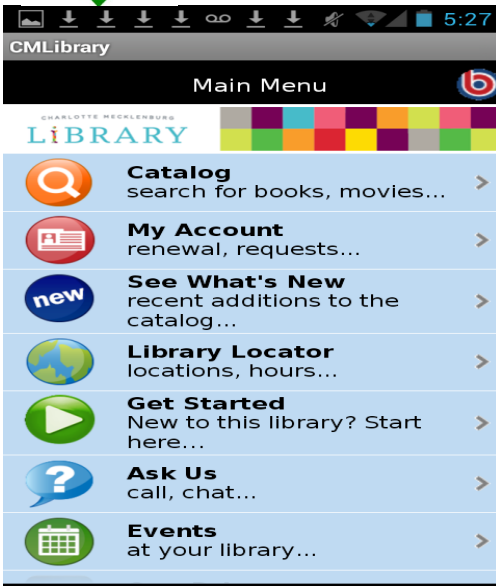 5:27
CMLibrary
Main Menu
b
CHARLOTTE MECKLENBURG
LiBRARY
Catalog
search for books, movies...
My Account
renewal, requests...
new
See What's New
recent additions to the
catalog...
Library Locator
locations, hours...
Get Started
New to this library? Start
here...
?
Ask Us
call, chat...
Events
at your library...